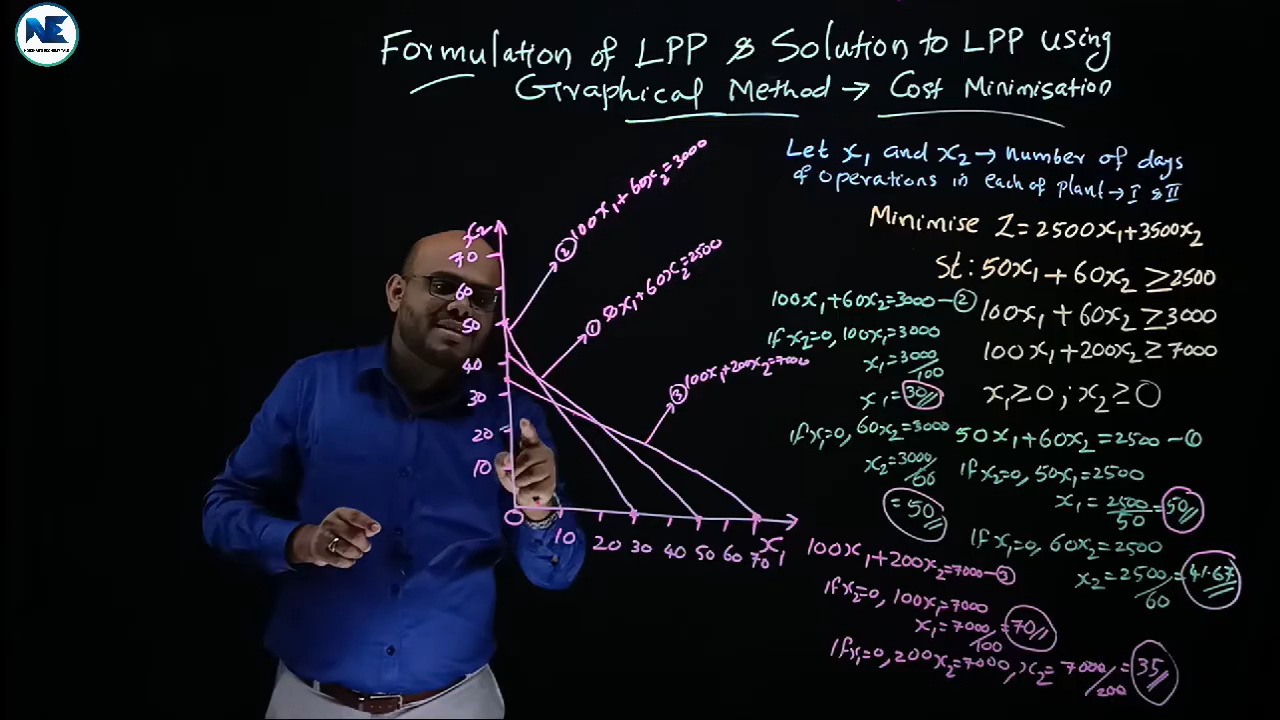 NE
Formulation of LPP & Solution to LPP using
Graphical Method → Cost Minimisation
Let x₁ and x₂ → number of days
of operations in each of plant → I & II
Minimise Z = 2500x₁ + 3500x₂
St: 50x₁ + 60x₂ ≥ 2500
100x₁ + 60x₂ ≥ 3000
100x₁ + 200x₂ ≥ 7000
x₁ ≥ 0 ; x₂ ≥ 0
50x₁ + 60x₂ = 2500 — ①
If x₂=0, 50x₁ = 2500
x₁ = 2500/50 = 50
If x₁=0, 60x₂ = 2500
x₂ = 2500/60 = 41.67
100x₁ + 60x₂ = 3000 — ②
If x₂=0, 100x₁ = 3000
x₁ = 3000/100
x₁ = 30
If x₁=0, 60x₂ = 3000
x₂ = 3000/60
= 50
100x₁ + 200x₂ = 7000 — ③
If x₂=0, 100x₁ = 7000
x₁ = 7000/100 = 70
If x₁=0, 200x₂ = 7000, x₂ = 7000/200 = 35
② 100x₁ + 60x₂ = 3000
① 50x₁ + 60x₂ = 2500
③ 100x₁ + 200x₂ = 7000
x₂
70
60
50
40
30
20
10
0
10 20 30 40 50 60 70 x₁